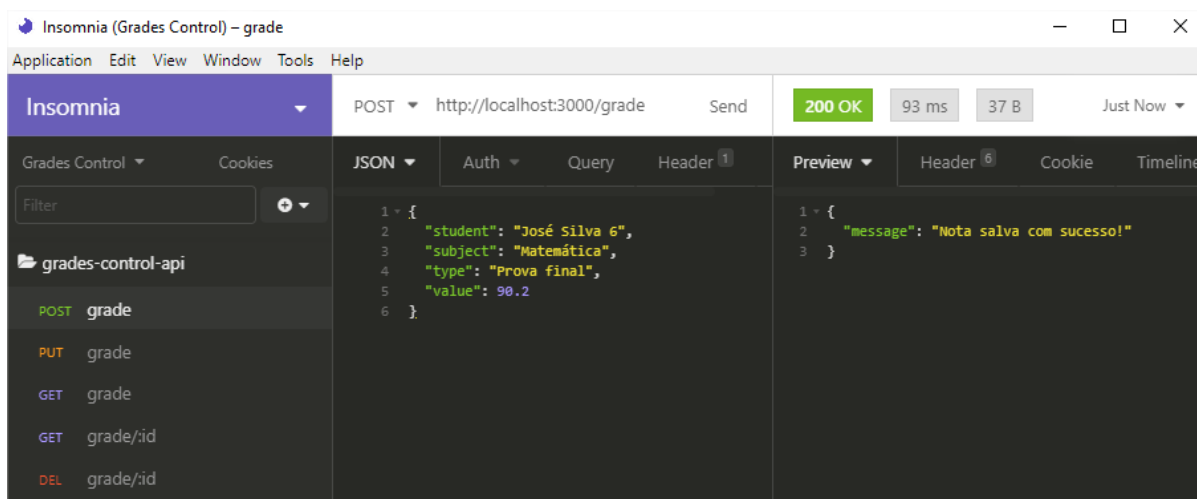 Insomnia (Grades Control) – grade
Application Edit View Window Tools Help
Insomnia
POST http://localhost:3000/grade Send
200 OK 93 ms 37 B Just Now
Grades Control Cookies
JSON Auth Query Header 1
Preview Header 6 Cookie Timeline
Filter
1 {
2 "student": "José Silva 6",
3 "subject": "Matemática",
4 "type": "Prova final",
5 "value": 90.2
6 }
1 {
2 "message": "Nota salva com sucesso!"
3 }
grades-control-api
POST grade
PUT grade
GET grade
GET grade/:id
DEL grade/:id